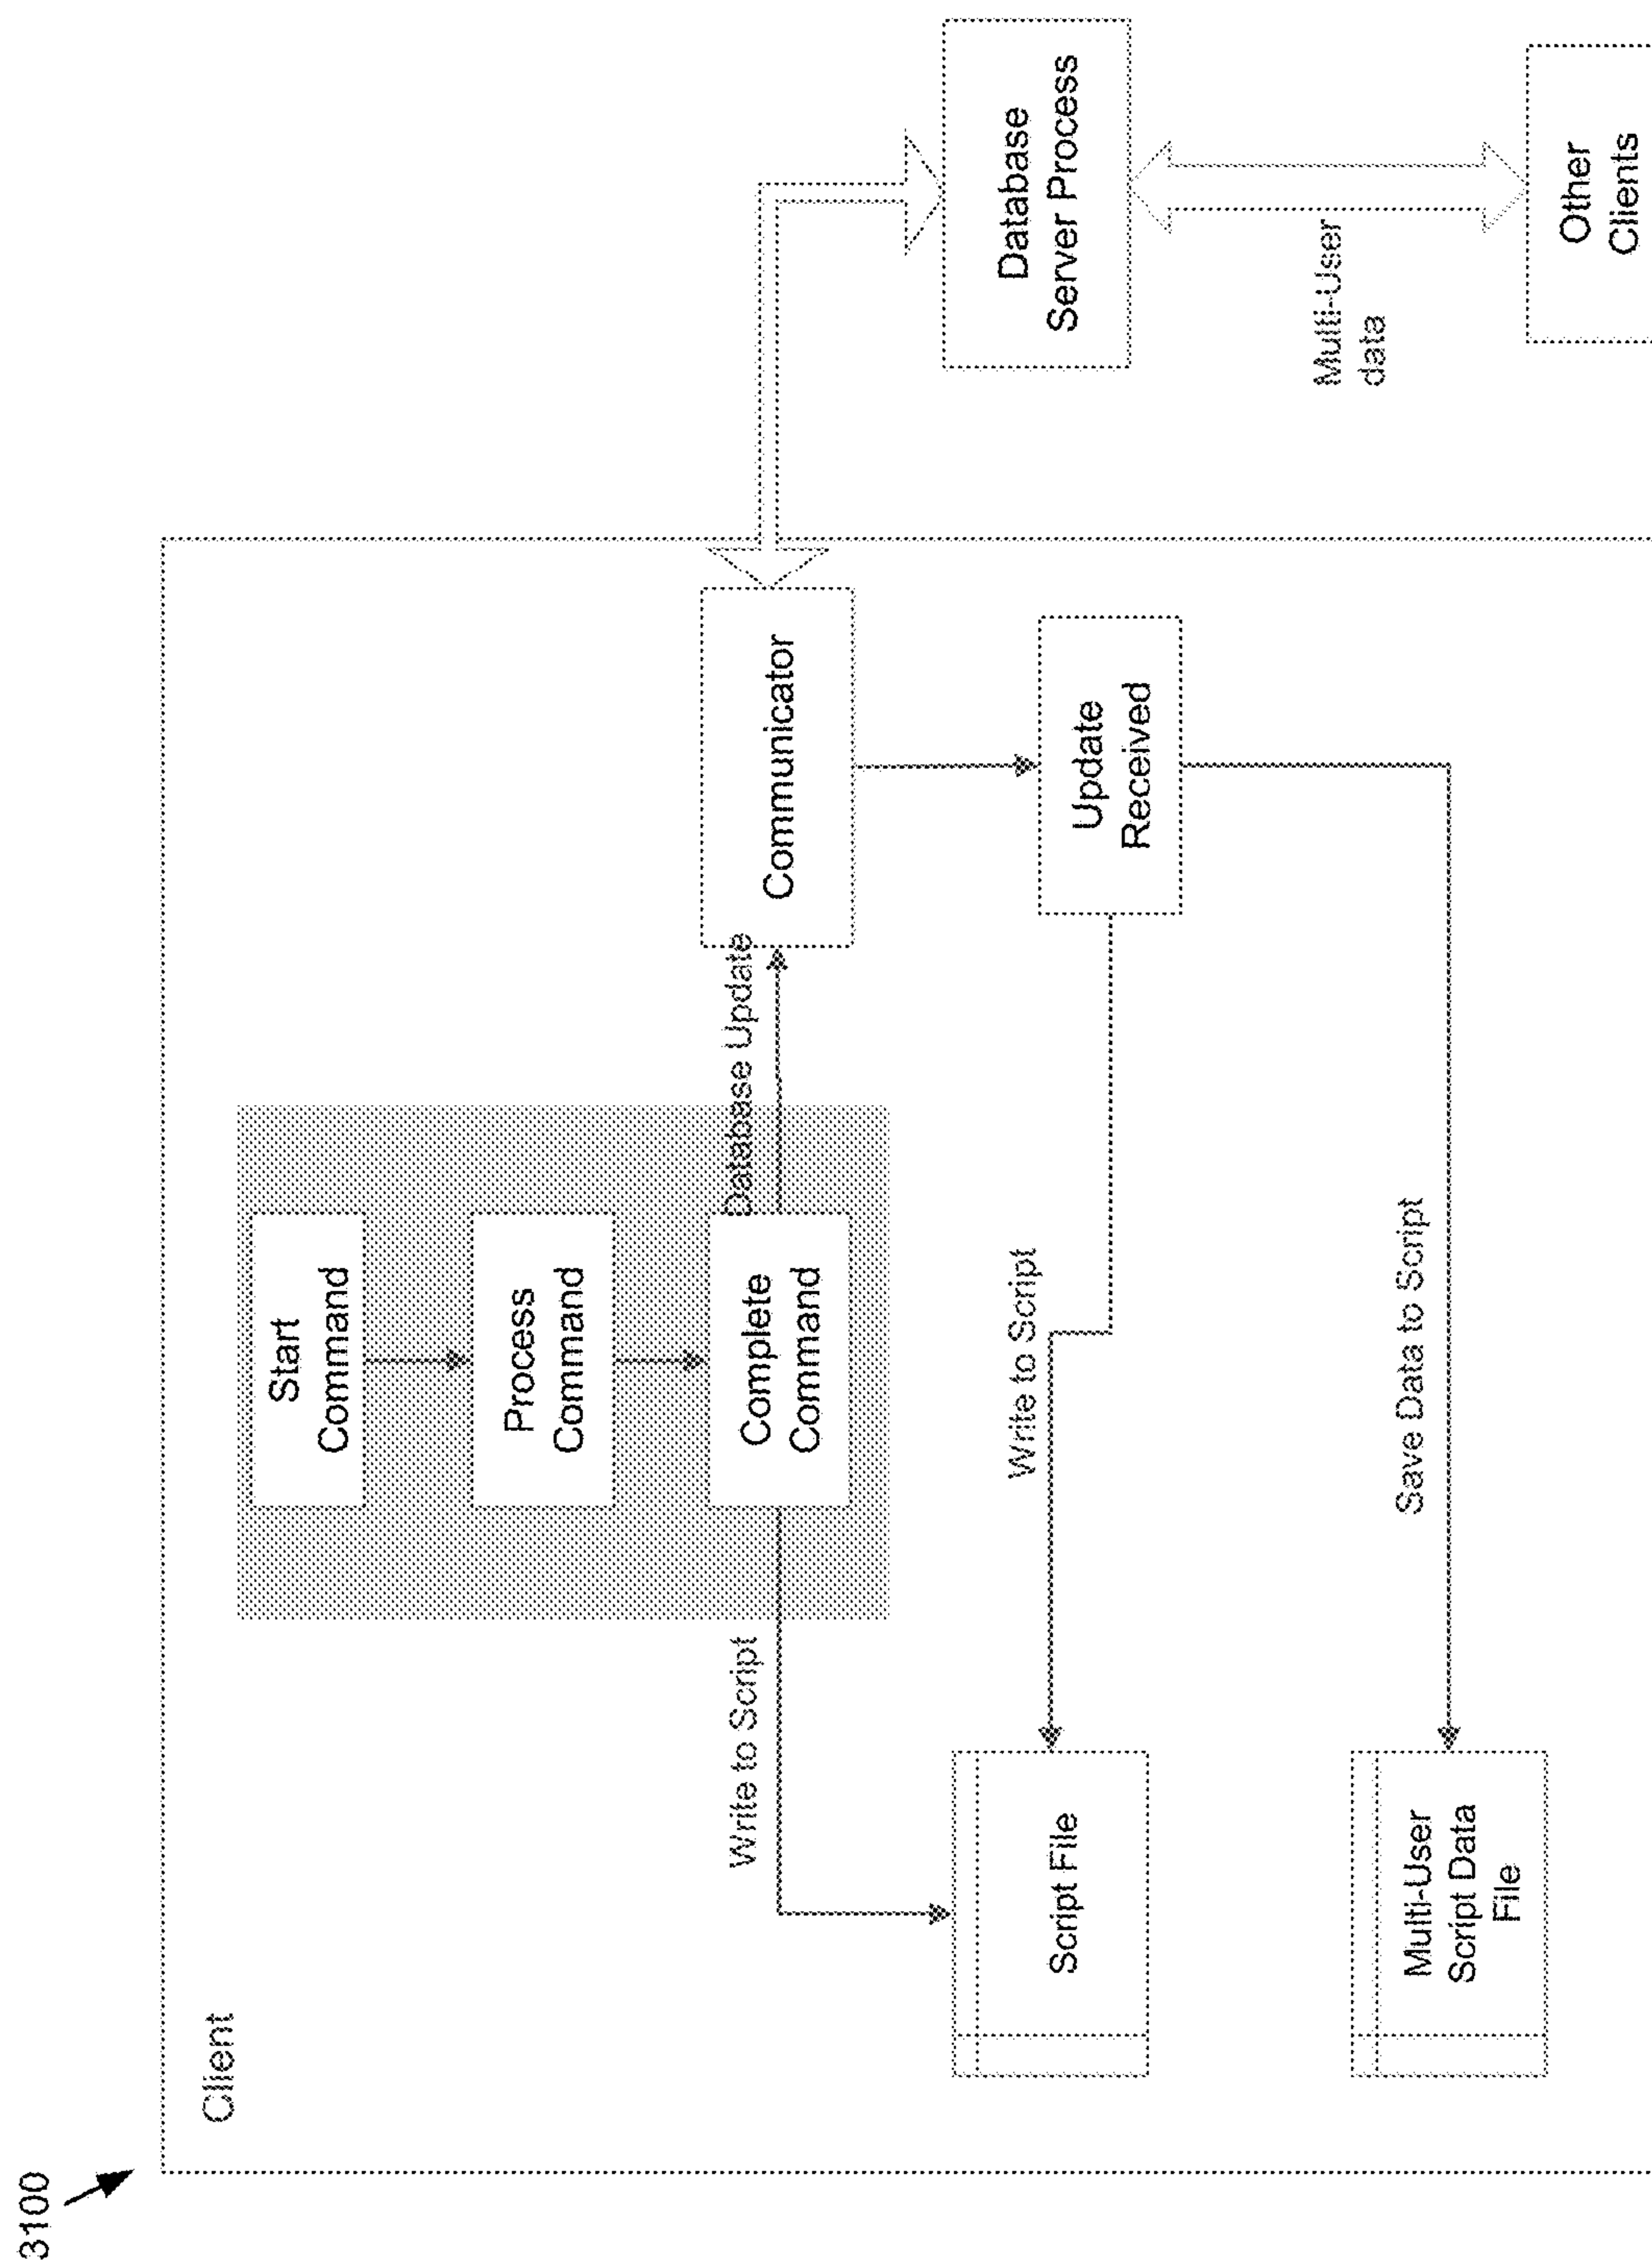 3100
Client
Start
Command
Process
Command
Complete
Command
Write to Script
Database Update
Communicator
Update
Received
Write to Script
Save Data to Script
Script File
Multi-User
Script Data
File
Database
Server Process
Multi-User
data
Other
Clients